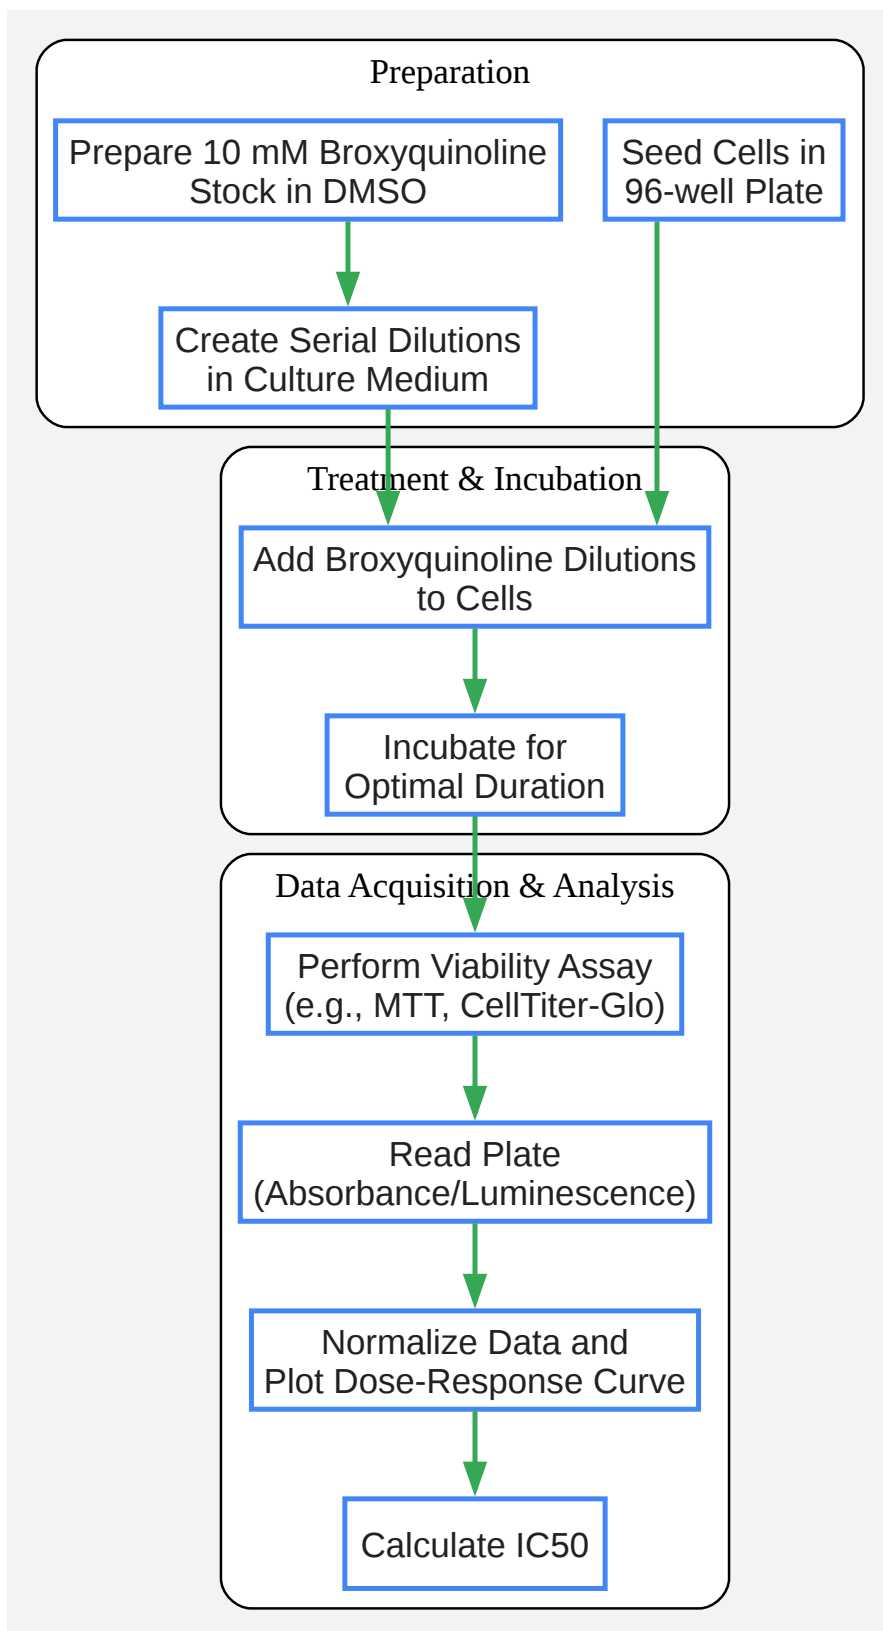 Preparation
Prepare 10 mM Broxyquinoline
Stock in DMSO
Seed Cells in
96-well Plate
Create Serial Dilutions
in Culture Medium
Treatment & Incubation
Add Broxyquinoline Dilutions
to Cells
Incubate for
Optimal Duration
Data Acquisition & Analysis
Perform Viability Assay
(e.g., MTT, CellTiter-Glo)
Read Plate
(Absorbance/Luminescence)
Normalize Data and
Plot Dose-Response Curve
Calculate IC50